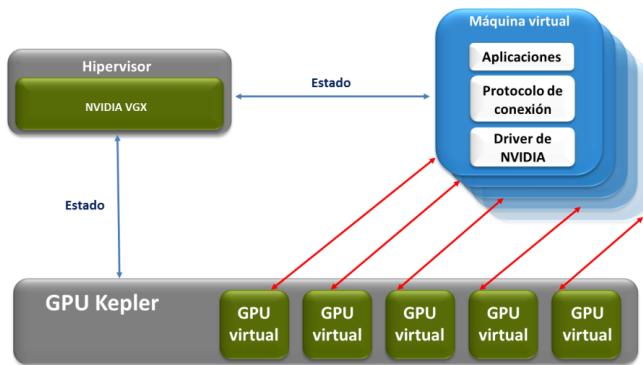 Máquina virtual
Hipervisor
NVIDIA VGX
Estado
Aplicaciones
Protocolo de
conexión
Driver de
NVIDIA
Estado
GPU Kepler
GPU
virtual
GPU
virtual
GPU
virtual
GPU
virtual
GPU
virtual